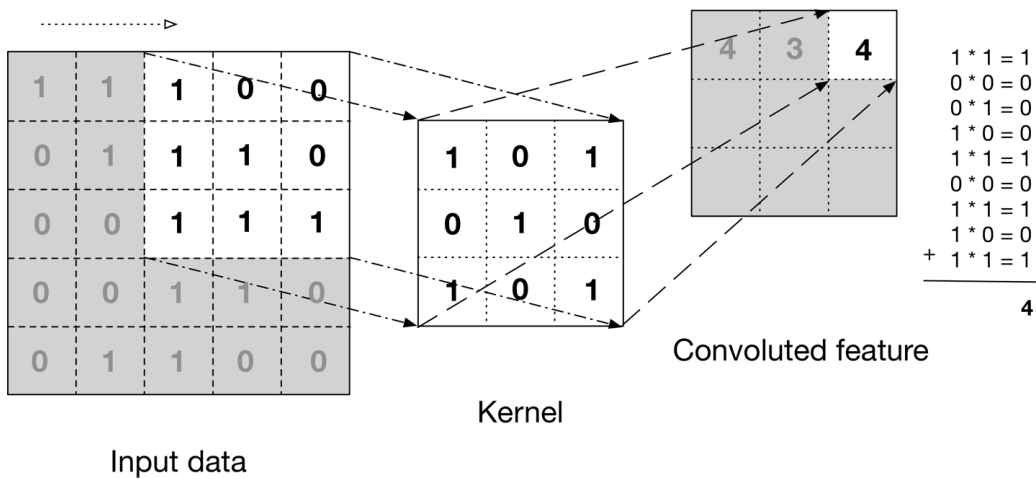 1 1 1 0 0
0 1 1 1 0
0 0 1 1 1
0 0 1 1 0
0 1 1 0 0
Input data
1 0 1
0 1 0
1 0 1
Kernel
4 3 4
Convoluted feature
1 * 1 = 1
0 * 0 = 0
0 * 1 = 0
1 * 0 = 0
1 * 1 = 1
0 * 0 = 0
1 * 1 = 1
1 * 0 = 0
+ 1 * 1 = 1
4